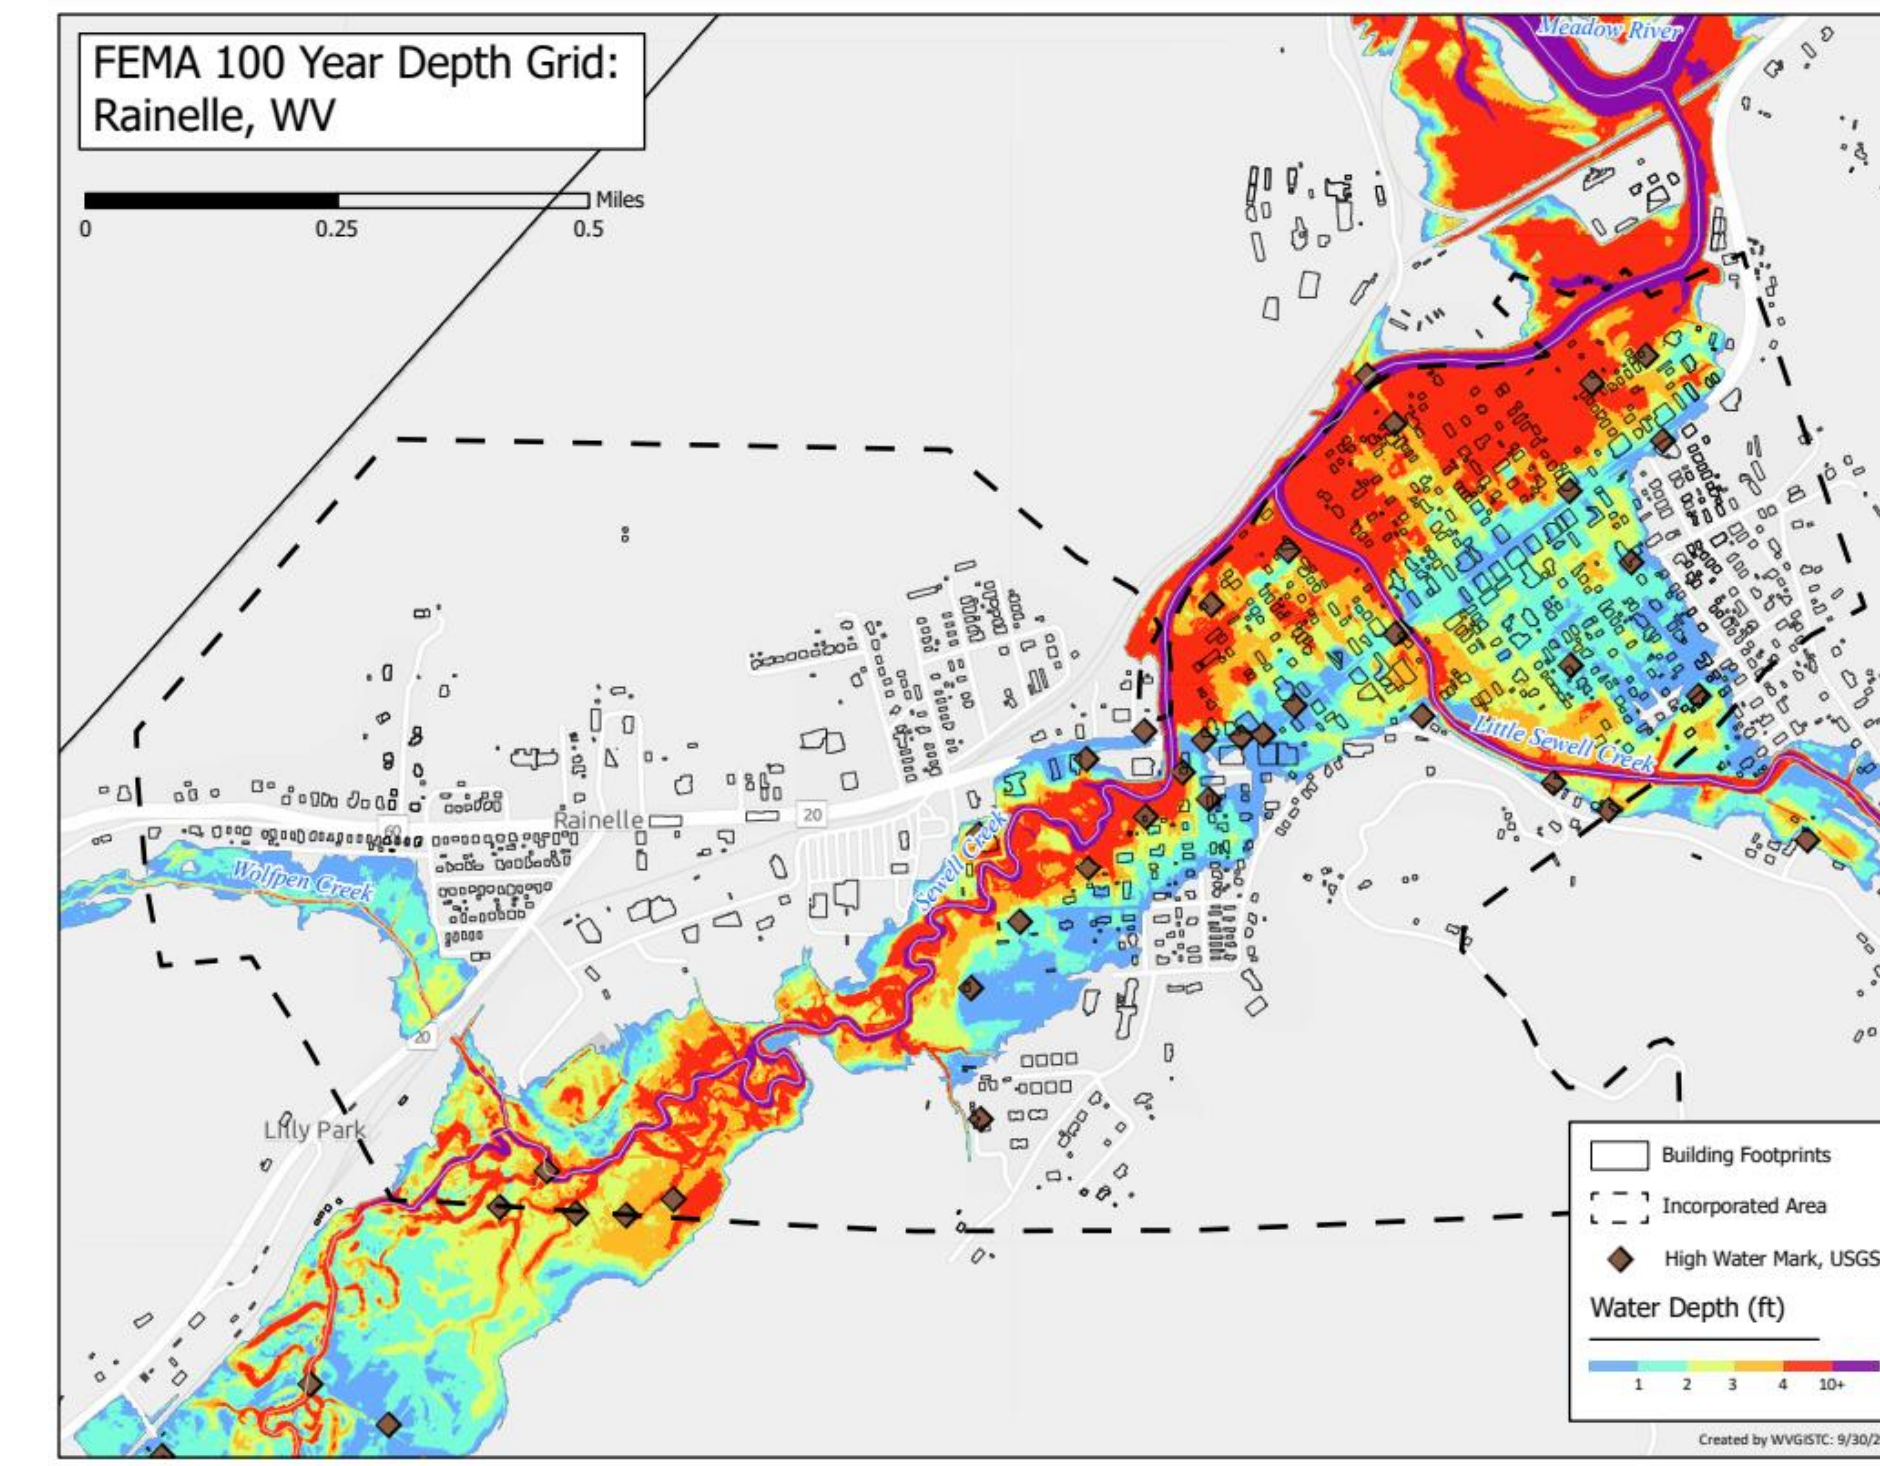 FEMA 100 Year Depth Grid:
Rainelle, WV
Miles
0
0.25
0.5
Meadow River
Little Sewell Creek
Sewell Creek
Rainelle
20
60
Wolfpen Creek
20
Lilly Park
Building Footprints
Incorporated Area
High Water Mark, USGS
Water Depth (ft)
1
2
3
4
10+
Created by WVGISTC: 9/30/2